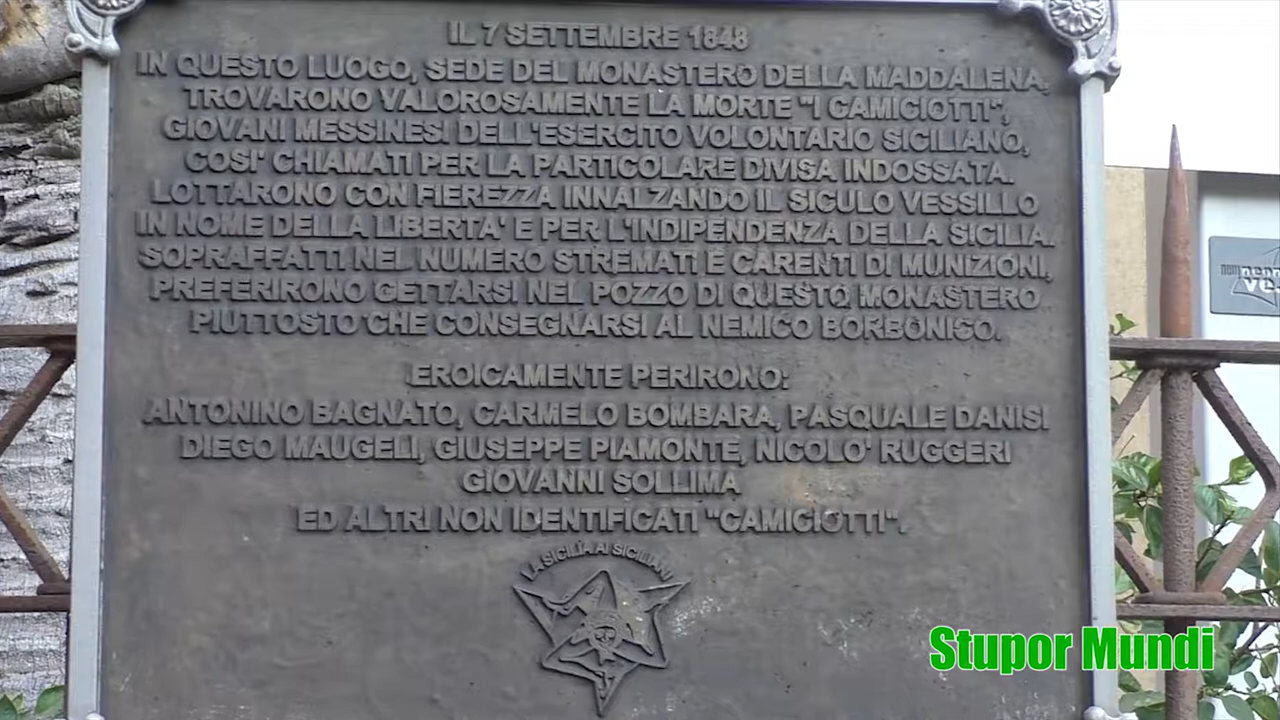 IL 7 SETTEMBRE 1848
IN QUESTO LUOGO, SEDE DEL MONASTERO DELLA MADDALENA,
TROVARONO VALOROSAMENTE LA MORTE "I CAMICIOTTI",
GIOVANI MESSINESI DELL'ESERCITO VOLONTARIO SICILIANO,
COSI' CHIAMATI PER LA PARTICOLARE DIVISA INDOSSATA.
LOTTARONO CON FIEREZZA INNALZANDO IL SICULO VESSILLO
IN NOME DELLA LIBERTA' E PER L'INDIPENDENZA DELLA SICILIA.
SOPRAFFATTI NEL NUMERO STREMATI E CARENTI DI MUNIZIONI,
PREFERIRONO GETTARSI NEL POZZO DI QUESTO MONASTERO
PIUTTOSTO CHE CONSEGNARSI AL NEMICO BORBONICO.
EROICAMENTE PERIRONO:
ANTONINO BAGNATO, CARMELO BOMBARA, PASQUALE DANISI
DIEGO MAUGELI, GIUSEPPE PIAMONTE, NICOLO' RUGGERI
GIOVANNI SOLLIMA
ED ALTRI NON IDENTIFICATI "CAMICIOTTI".
LA SICILIA AI SICILIANI
Stupor Mundi